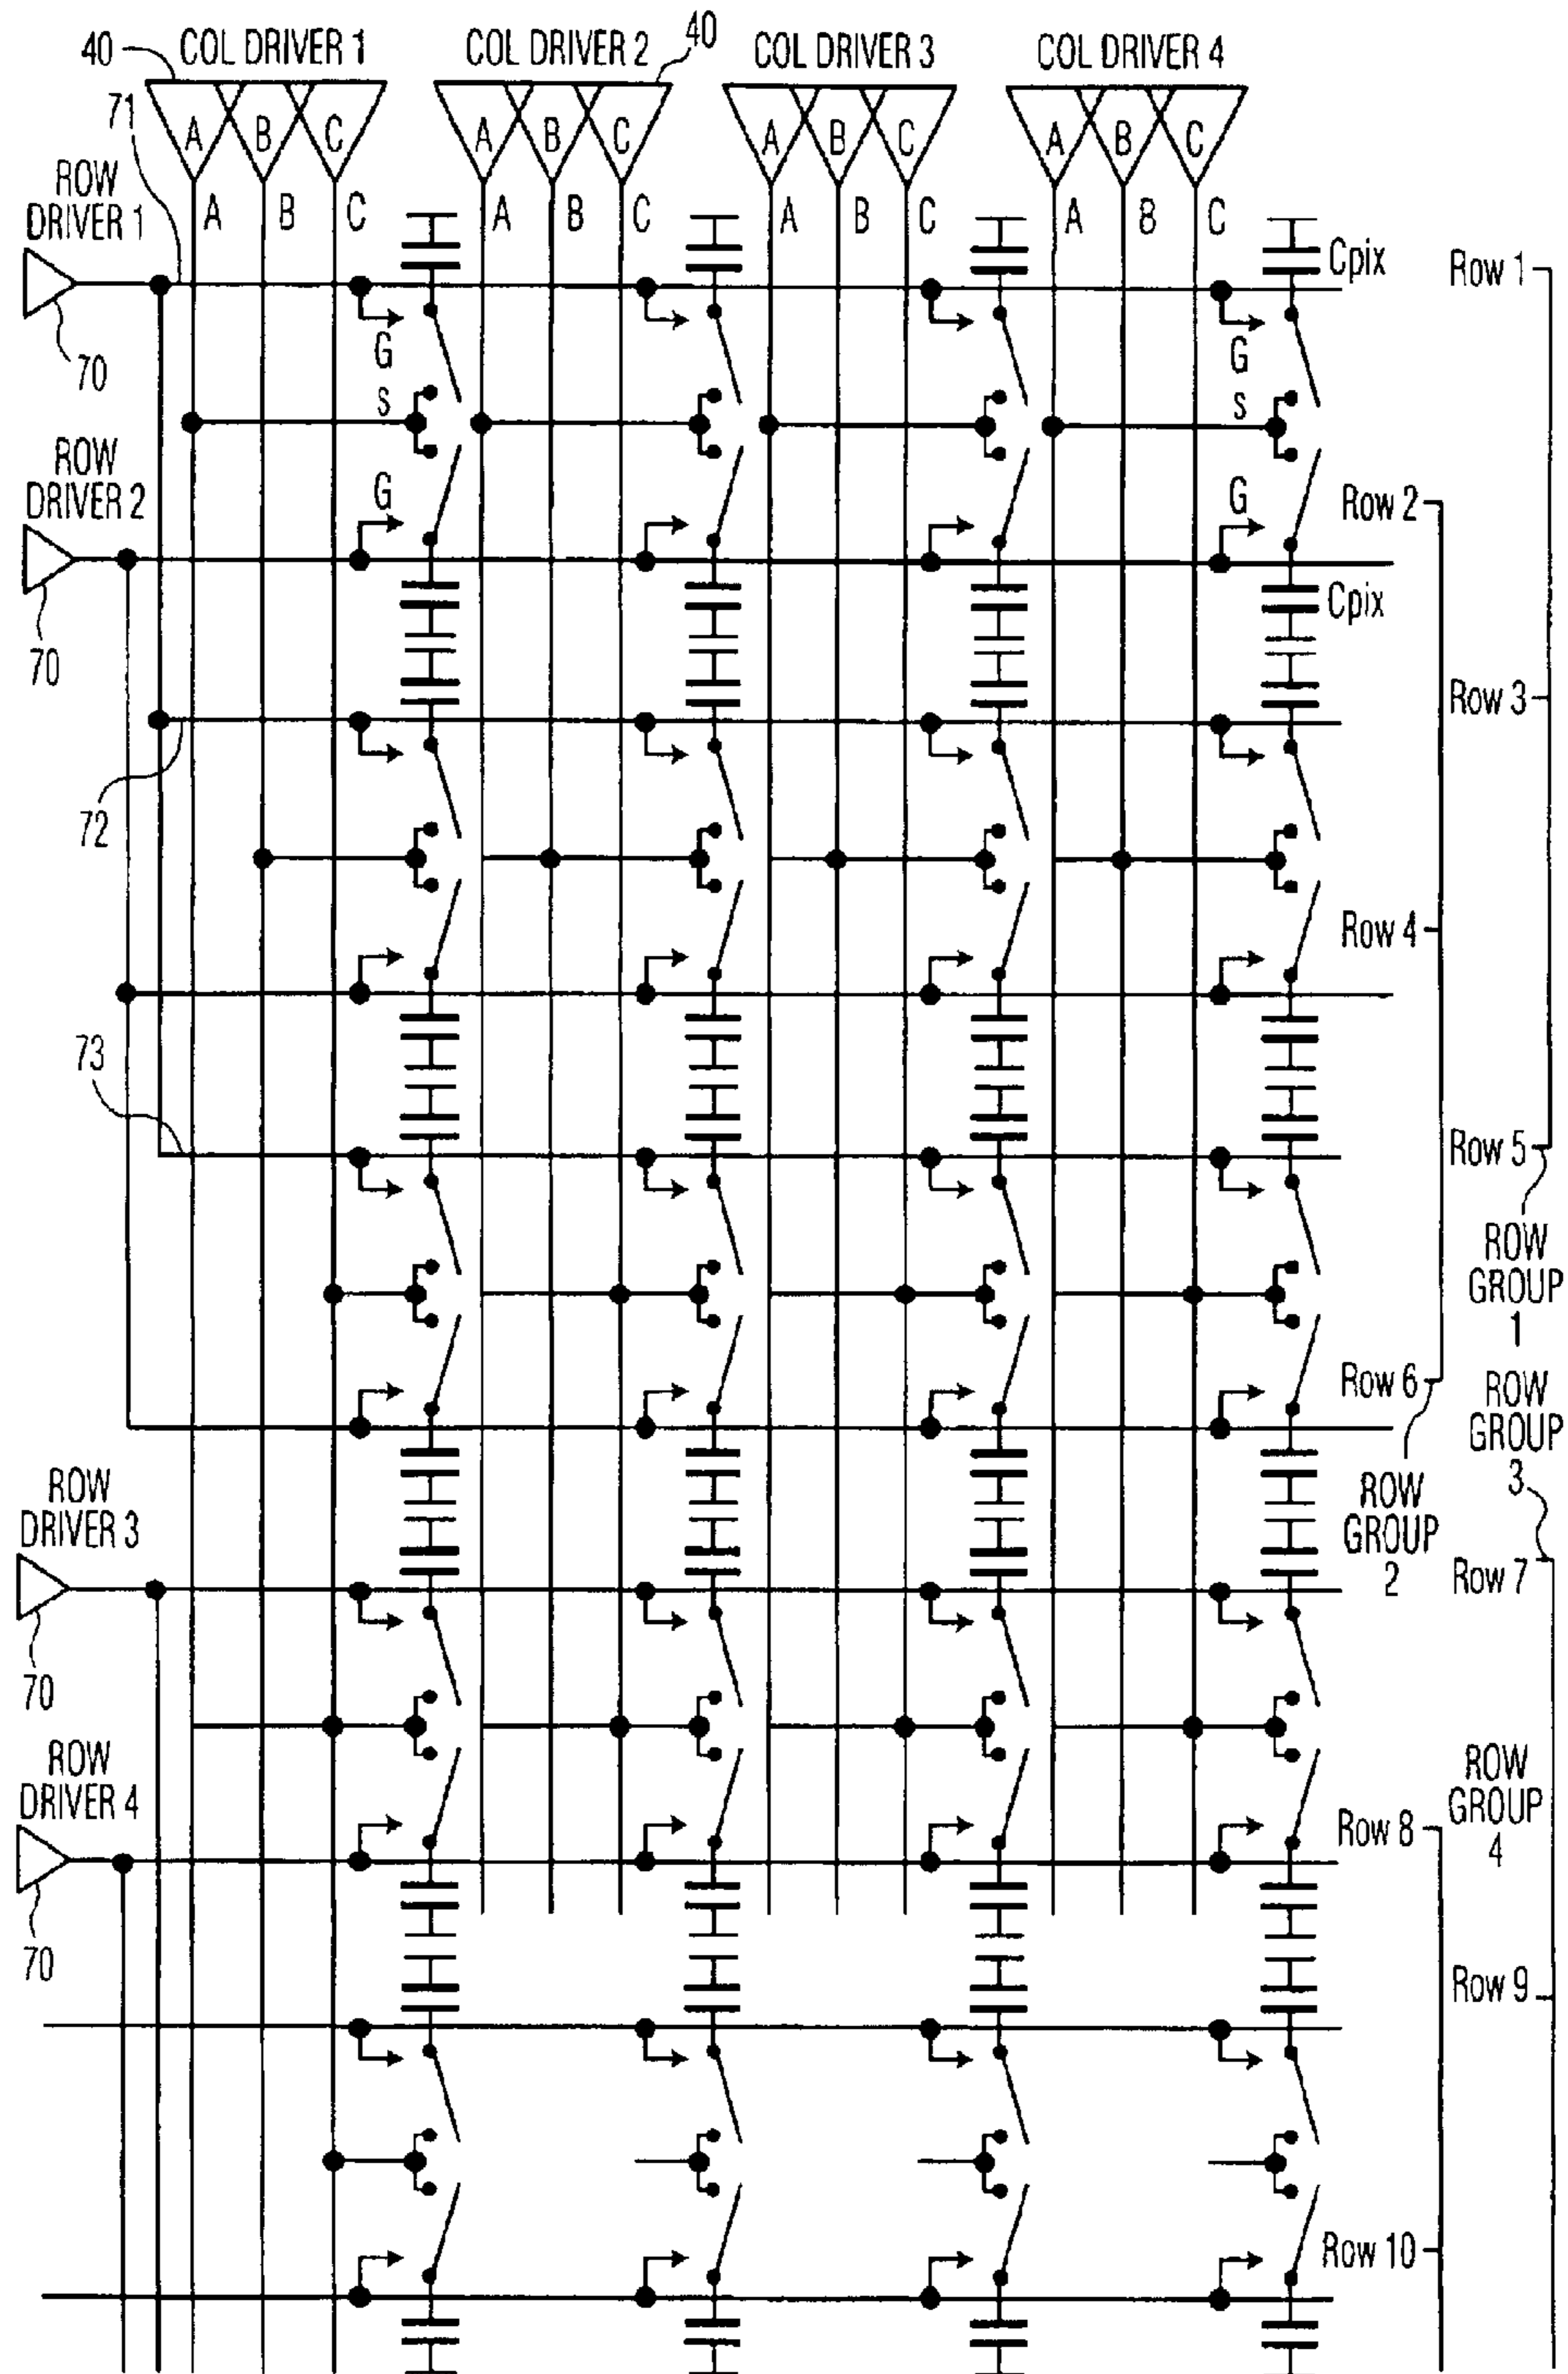 40
COL DRIVER 1
COL DRIVER 2
40
COL DRIVER 3
COL DRIVER 4
A B C
A B C
A B C
A B C
71
ROW
DRIVER 1
A B C
A B C
A B C
A B C
Cpix
Row 1
70
G
G
S
S
ROW
DRIVER 2
G
G
Row 2
70
Cpix
Row 3
72
Row 4
73
Row 5
ROW
GROUP
1
Row 6
ROW
GROUP
3
ROW
GROUP
2
ROW
DRIVER 3
Row 7
70
ROW
DRIVER 4
ROW
GROUP
4
Row 8
70
Row 9
Row 10